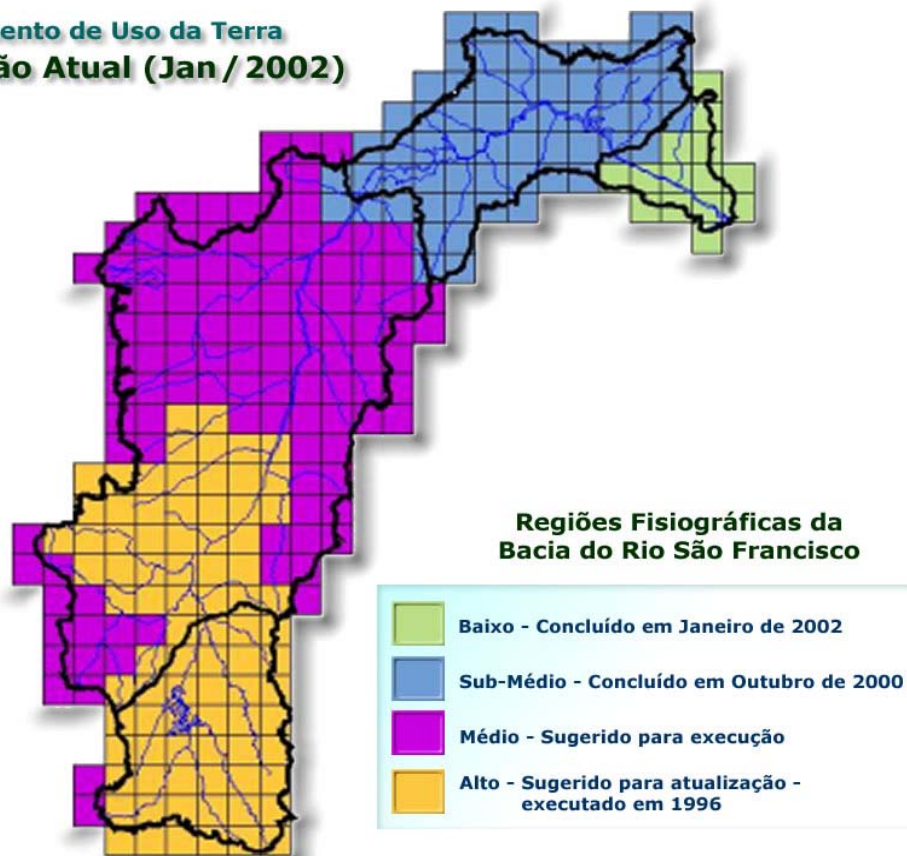 ento de Uso da Terra
ão Atual (Jan/2002)
Regiões Fisiográficas da
Bacia do Rio São Francisco
Baixo - Concluído em Janeiro de 2002
Sub-Médio - Concluído em Outubro de 2000
Médio - Sugerido para execução
Alto - Sugerido para atualização -
executado em 1996